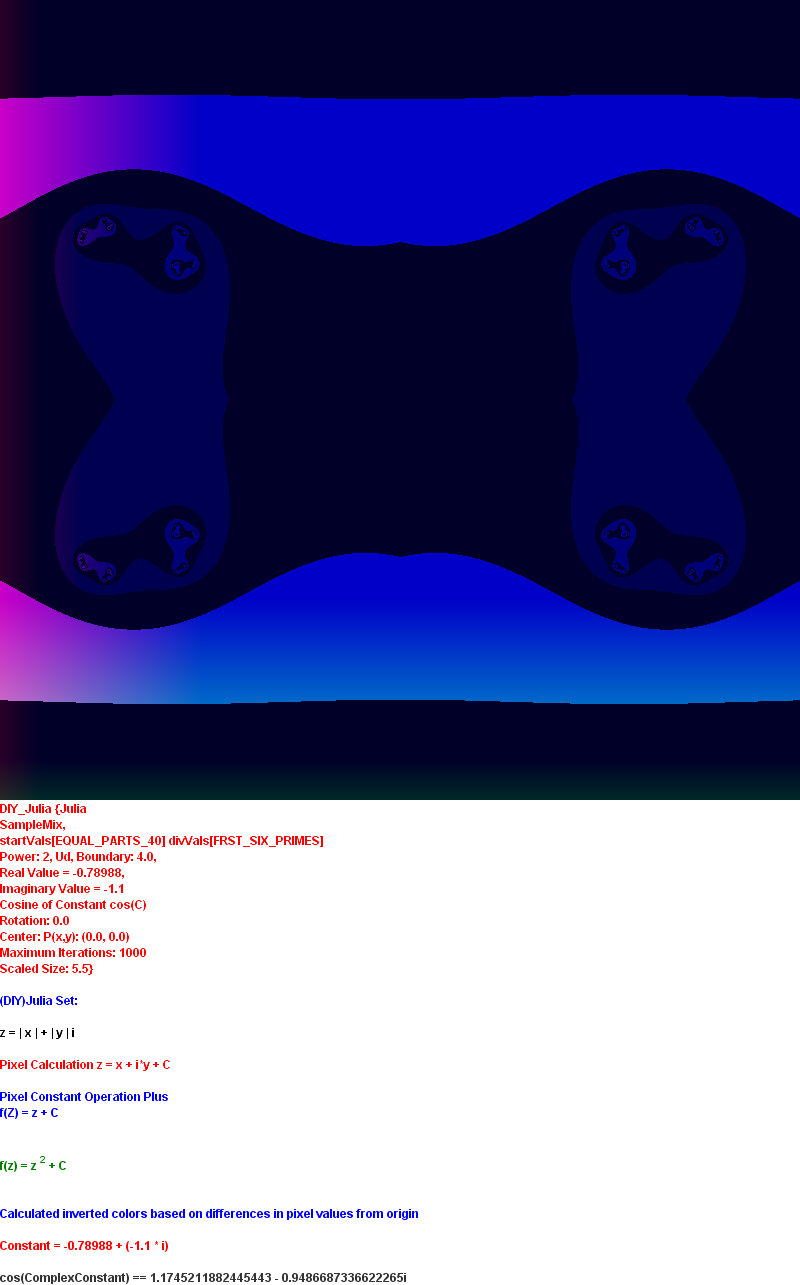 DIY_Julia {Julia
SampleMix,
startVals[EQUAL_PARTS_40] divVals[FRST_SIX_PRIMES]
Power: 2, Ud, Boundary: 4.0,
Real Value = -0.78988,
Imaginary Value = -1.1
Cosine of Constant cos(C)
Rotation: 0.0
Center: P(x,y): (0.0, 0.0)
Maximum Iterations: 1000
Scaled Size: 5.5}
(DIY)Julia Set:
z = | x | + | y | i
Pixel Calculation z = x + i*y + C
Pixel Constant Operation Plus
f(Z) = z + C
f(z) = z ² + C
Calculated inverted colors based on differences in pixel values from origin
Constant = -0.78988 + (-1.1 * i)
cos(ComplexConstant) == 1.1745211882445443 - 0.9486687336622265i